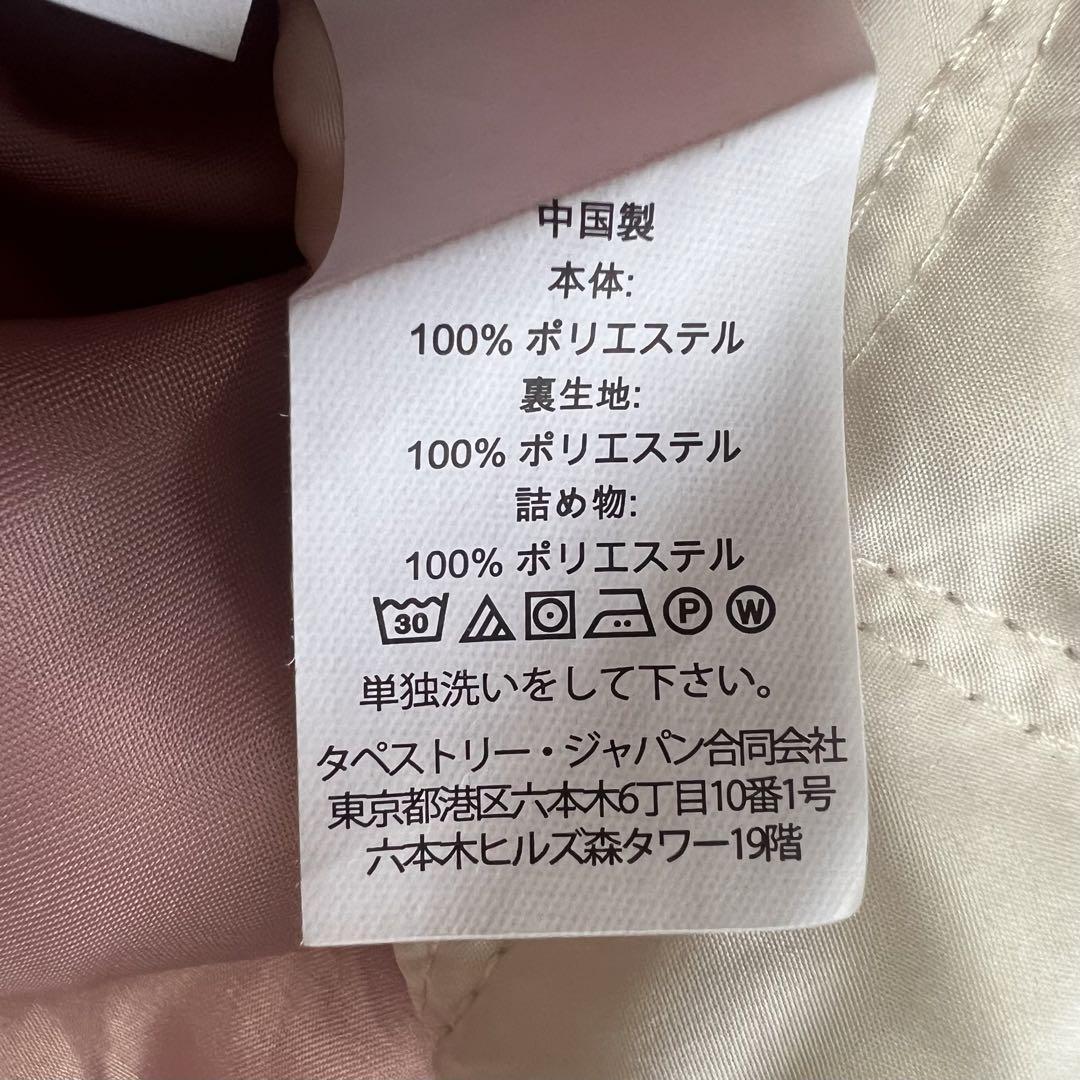 中国製
本体:
100% ポリエステル
裏生地:
100% ポリエステル
詰め物:
100% ポリエステル
30 P W
単独洗いをして下さい。
タペストリー・ジャパン合同会社
東京都港区六本木6丁目10番1号
六本木ヒルズ森タワー19階